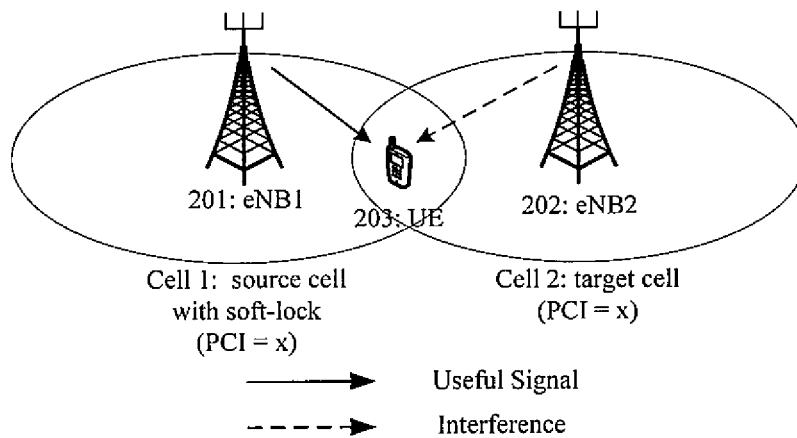 201: eNB1
203: UE
202: eNB2
Cell 1: source cell
with soft-lock
(PCI = x)
Cell 2: target cell
(PCI = x)
Useful Signal
Interference